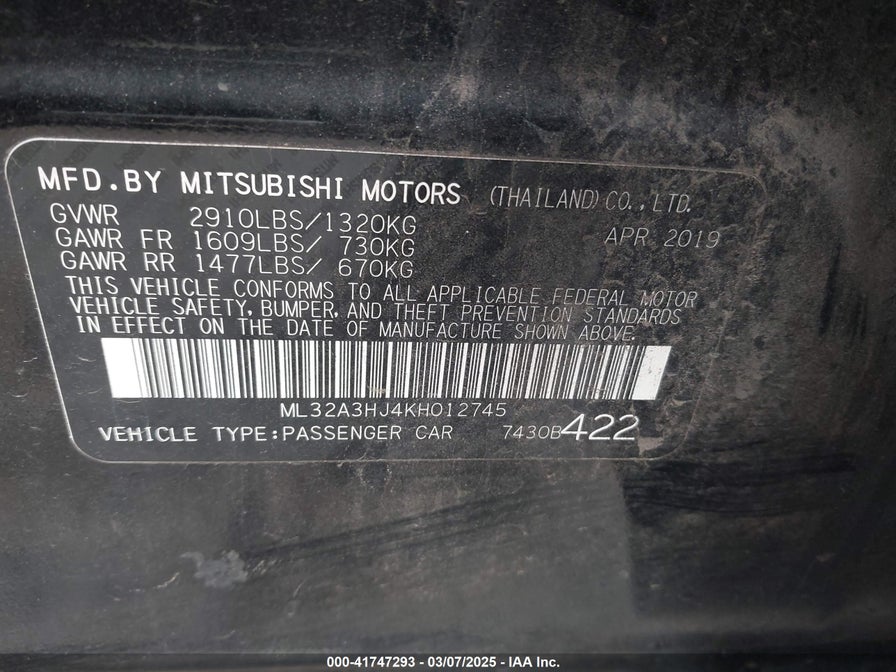 MFD.BY MITSUBISHI MOTORS (THAILAND) CO.,LTD.
GVWR 2910LBS/1320KG APR 2019
GAWR FR 1609LBS/ 730KG
GAWR RR 1477LBS/ 670KG
THIS VEHICLE CONFORMS TO ALL APPLICABLE FEDERAL MOTOR
VEHICLE SAFETY, BUMPER, AND THEFT PREVENTION STANDARDS
IN EFFECT ON THE DATE OF MANUFACTURE SHOWN ABOVE.
ML32A3HJ4KH012745
VEHICLE TYPE:PASSENGER CAR 7430B422
000-41747293 - 03/07/2025 - IAA Inc.